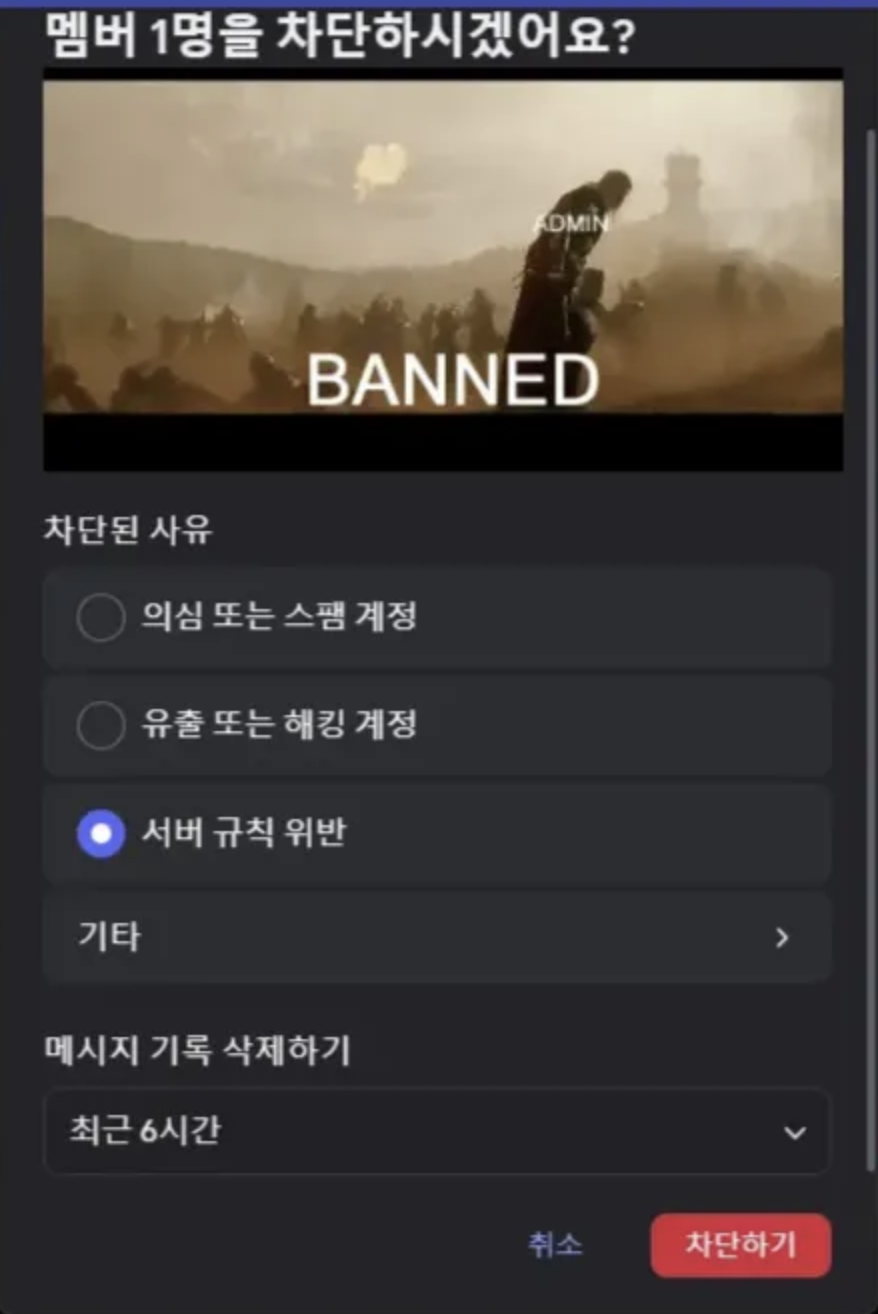 멤버 1명을 차단하시겠어요?
ADMIN
BANNED
차단된 사유
의심 또는 스팸 계정
유출 또는 해킹 계정
서버 규칙 위반
기타
메시지 기록 삭제하기
최근 6시간
취소
차단하기